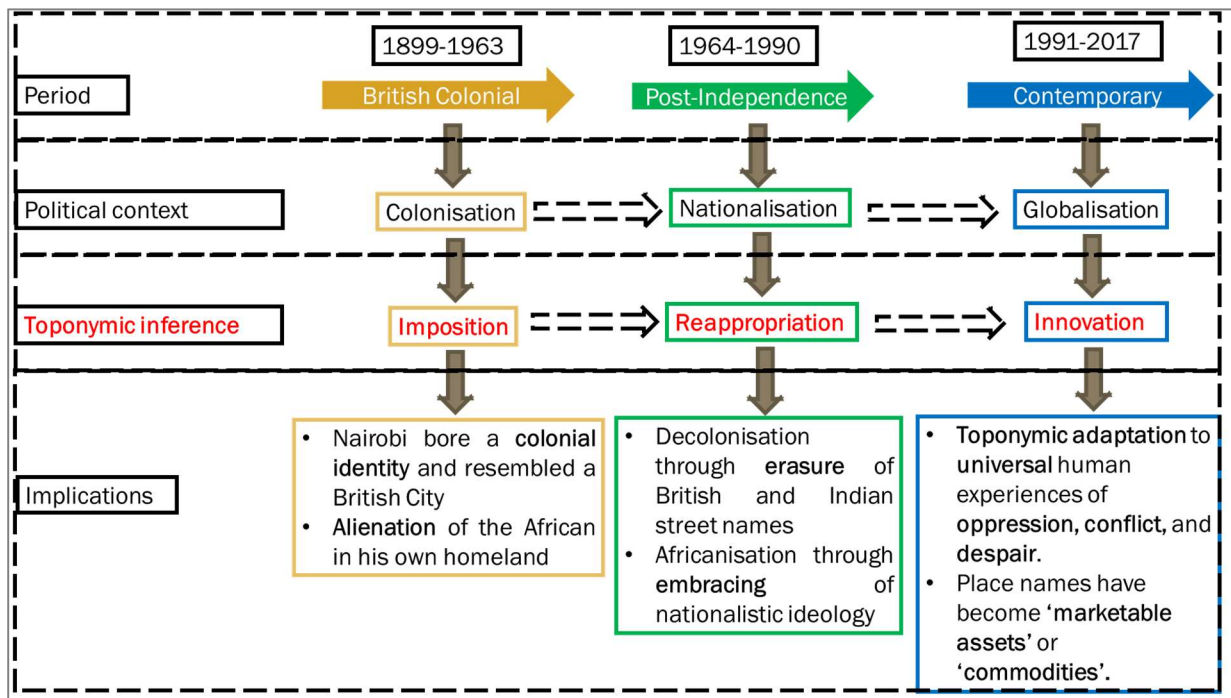 1899-1963
1964-1990
1991-2017
Period
British Colonial
Post-Independence
Contemporary
Political context
Colonisation
Nationalisation
Globalisation
Toponymic inference
Imposition
Reappropriation
Innovation
Implications
• Nairobi bore a colonial
identity and resembled a
British City
• Alienation of the African
in his own homeland
• Decolonisation
through erasure of
British and Indian
street names
• Africanisation through
embracing of
nationalistic ideology
• Toponymic adaptation to
universal human
experiences of
oppression, conflict, and
despair.
• Place names have
become ‘marketable
assets’ or
‘commodities’.